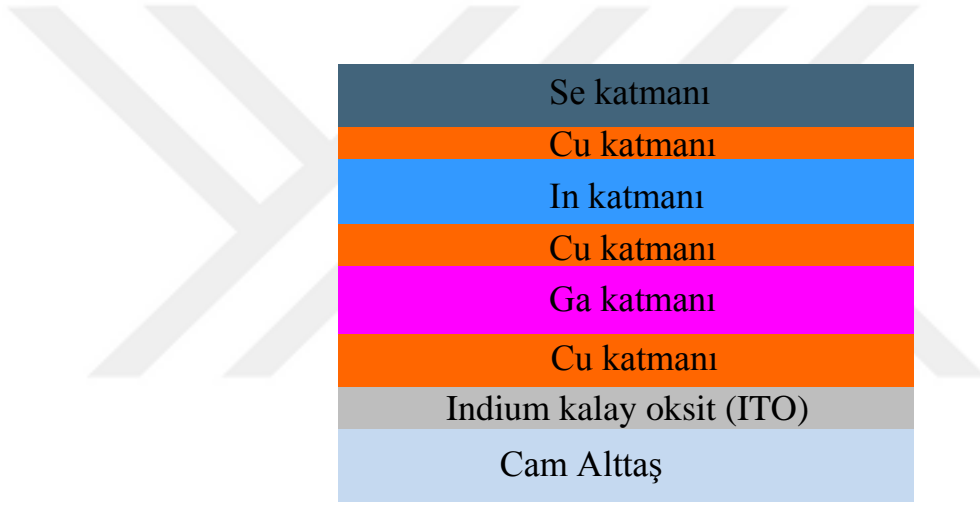 Se katmanı
Cu katmanı
In katmanı
Cu katmanı
Ga katmanı
Cu katmanı
Indium kalay oksit (ITO)
Cam Alttaş